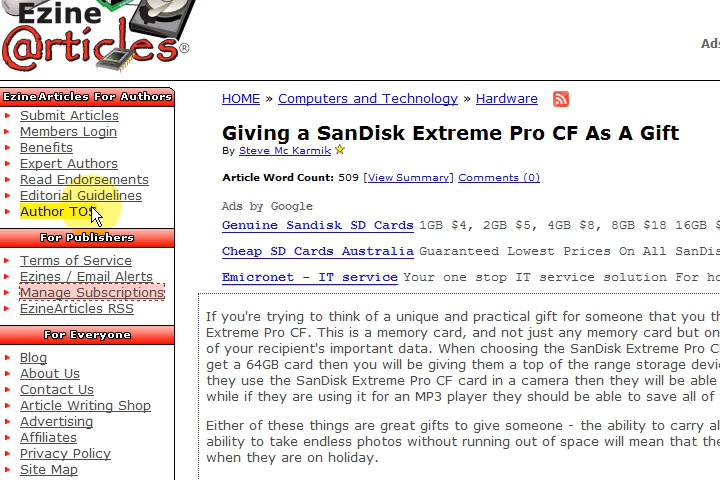 Ezine
@rticles®
Ads
EzineArticles For Authors
Submit Articles
Members Login
Benefits
Expert Authors
Read Endorsements
Editorial Guidelines
Author TOS
For Publishers
Terms of Service
Ezines / Email Alerts
Manage Subscriptions
EzineArticles RSS
For Everyone
Blog
About Us
Contact Us
Article Writing Shop
Advertising
Affiliates
Privacy Policy
Site Map
HOME » Computers and Technology » Hardware
Giving a SanDisk Extreme Pro CF As A Gift
By Steve Mc Karmik
Article Word Count: 509 [View Summary] Comments (0)
Ads by Google
Genuine Sandisk SD Cards 1GB $4, 2GB $5, 4GB $8, 8GB $18 16GB
Cheap SD Cards Australia Guaranteed Lowest Prices On All SanDis
Emicronet - IT service Your one stop IT service solution For
If you're trying to think of a unique and practical gift for someone that you
Extreme Pro CF. This is a memory card, and not just any memory card but
of your recipient's important data. When choosing the SanDisk Extreme Pro
get a 64GB card then you will be giving them a top of the range storage
they use the SanDisk Extreme Pro CF card in a camera then they will be able
while if they are using it for an MP3 player they should be able to save all of
Either of these things are great gifts to give someone - the ability to carry
ability to take endless photos without running out of space will mean that
when they are on holiday.